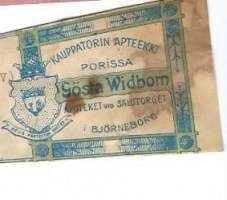 KAUPPATORIN APTEEKKI
PORISSA
Gösta Widbom
APOTEKET VID SALUTORGET
I BJÖRNEBORG